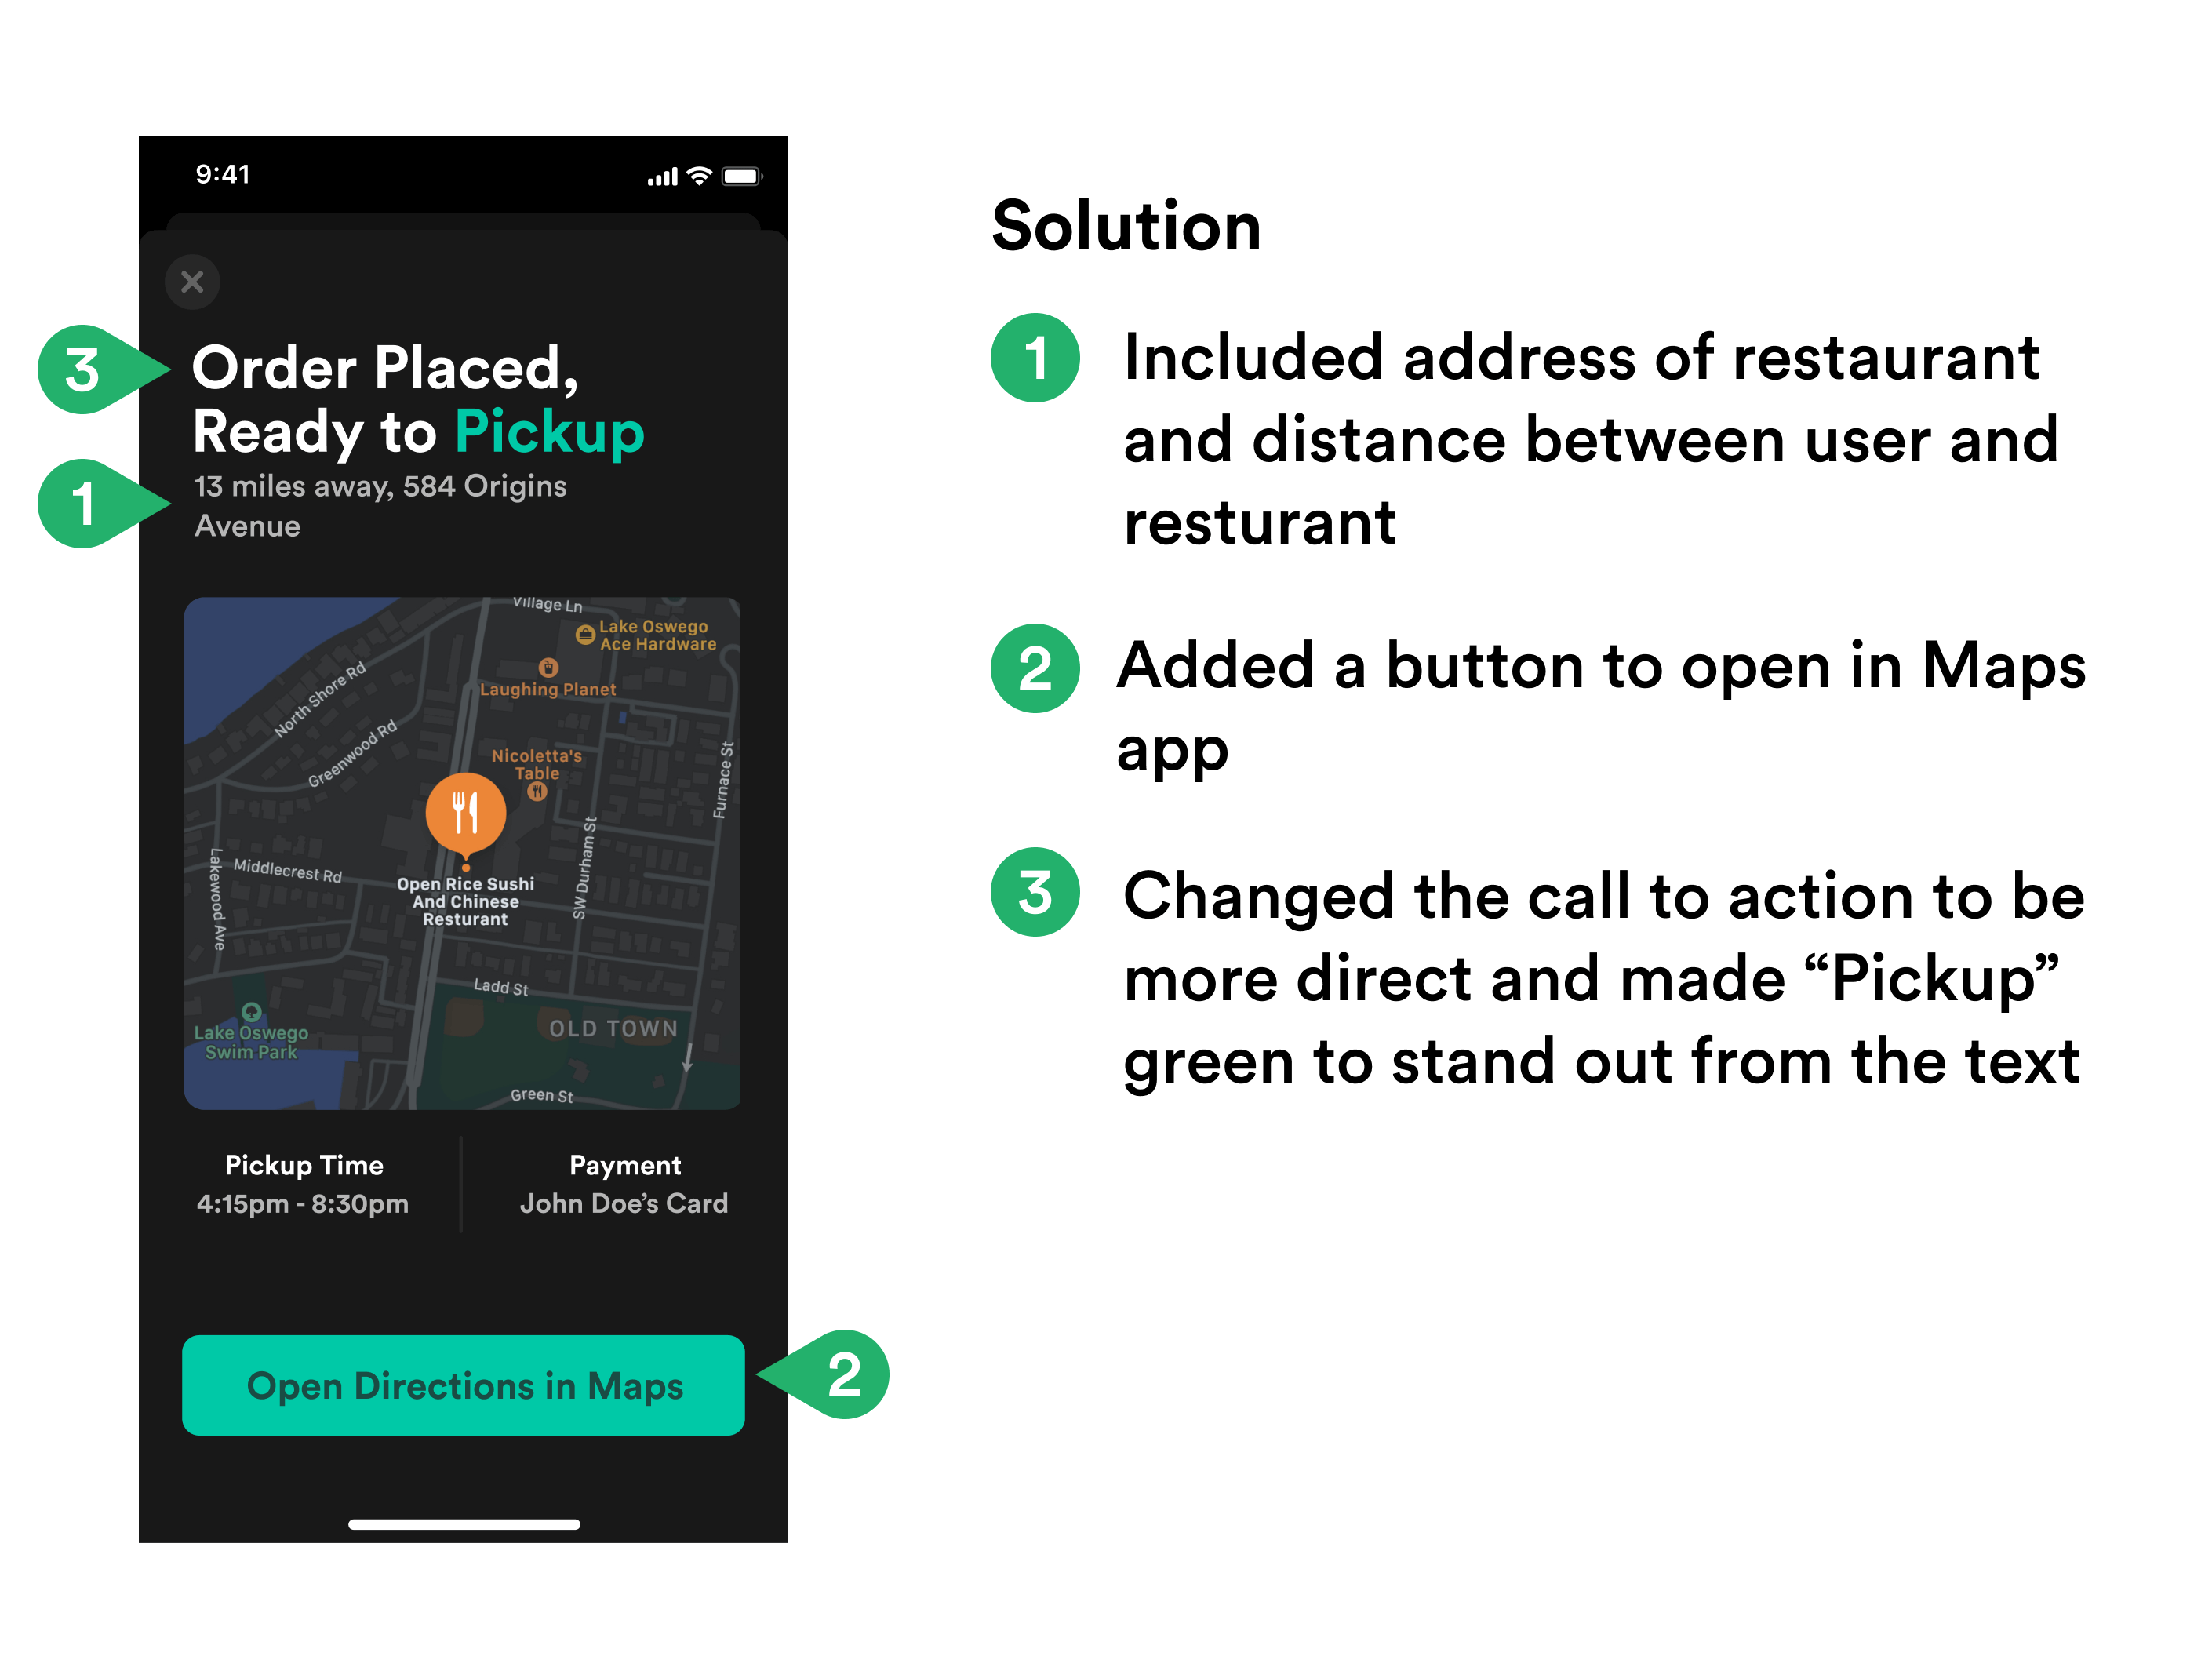 9:41
3
Order Placed,
Ready to Pickup
1
13 miles away, 584 Origins
Avenue
Village Ln
Lake Oswego
Ace Hardware
Laughing Planet
North Shore Rd
Greenwood Rd
Nicoletta's
Table
Furnace St
SW Durham St
Lakewood Ave
Middlecrest Rd
Open Rice Sushi
And Chinese
Resturant
Ladd St
OLD TOWN
Lake Oswego
Swim Park
Green St
Pickup Time
4:15pm - 8:30pm
Payment
John Doe’s Card
Open Directions in Maps
2
Solution
1
Included address of restaurant
and distance between user and
resturant
2
Added a button to open in Maps
app
3
Changed the call to action to be
more direct and made “Pickup”
green to stand out from the text